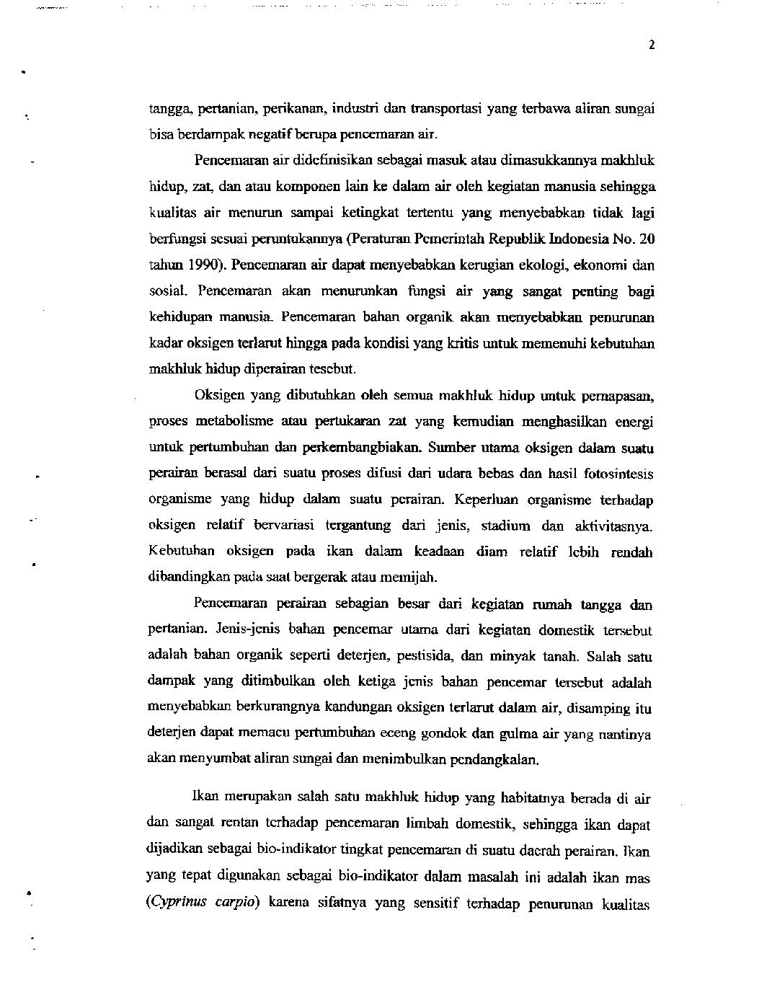 2
tangga, pertanian, perikanan, industri dan transportasi yang terbawa aliran sungai
bisa berdampak negatif berupa pencemaran air.
Pencemaran air didefinisikan sebagai masuk atau dimasukkannya makhluk
hidup, zat, dan atau komponen lain ke dalam air oleh kegiatan manusia sehingga
kualitas air menurun sampai ketingkat tertentu yang menyebabkan tidak lagi
berfungsi sesuai peruntukannya (Peraturan Pemerintah Republik Indonesia No. 20
tahun 1990). Pencemaran air dapat menyebabkan kerugian ekologi, ekonomi dan
sosial. Pencemaran akan menurunkan fungsi air yang sangat penting bagi
kehidupan manusia. Pencemaran bahan organik akan menyebabkan penurunan
kadar oksigen terlarut hingga pada kondisi yang kritis untuk memenuhi kebutuhan
makhluk hidup diperairan tesebut.
Oksigen yang dibutuhkan oleh semua makhluk hidup untuk pernapasan,
proses metabolisme atau pertukaran zat yang kemudian menghasilkan energi
untuk pertumbuhan dan perkembangbiakan. Sumber utama oksigen dalam suatu
perairan berasal dari suatu proses difusi dari udara bebas dan hasil fotosintesis
organisme yang hidup dalam suatu perairan. Keperluan organisme terhadap
oksigen relatif bervariasi tergantung dari jenis, stadium dan aktivitasnya.
Kebutuhan oksigen pada ikan dalam keadaan diam relatif lebih rendah
dibandingkan pada saat bergerak atau memijah.
Pencemaran perairan sebagian besar dari kegiatan rumah tangga dan
pertanian. Jenis-jenis bahan pencemar utama dari kegiatan domestik tersebut
adalah bahan organik seperti deterjen, pestisida, dan minyak tanah. Salah satu
dampak yang ditimbulkan oleh ketiga jenis bahan pencemar tersebut adalah
menyebabkan berkurangnya kandungan oksigen terlarut dalam air, disamping itu
deterjen dapat memacu pertumbuhan eceng gondok dan gulma air yang nantinya
akan menyumbat aliran sungai dan menimbulkan pendangkalan.
Ikan merupakan salah satu makhluk hidup yang habitatnya berada di air
dan sangat rentan terhadap pencemaran limbah domestik, sehingga ikan dapat
dijadikan sebagai bio-indikator tingkat pencemaran di suatu daerah perairan. Ikan
yang tepat digunakan sebagai bio-indikator dalam masalah ini adalah ikan mas
(Cyprinus carpio) karena sifatnya yang sensitif terhadap penurunan kualitas